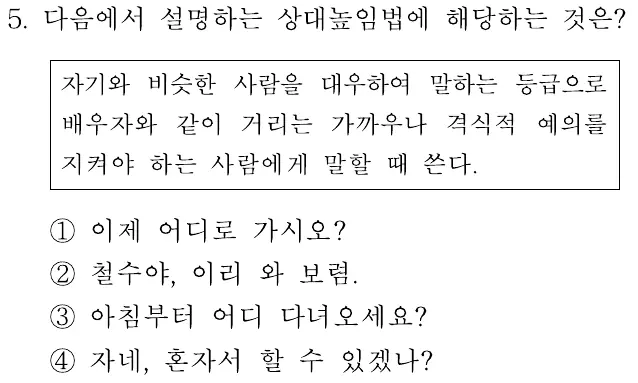 5. 다음에서 설명하는 상대높임법에 해당하는 것은?
자기와 비슷한 사람을 대우하여 말하는 등급으로
배우자와 같이 거리는 가까우나 격식적 예의를
지켜야 하는 사람에게 말할 때 쓴다.
① 이제 어디로 가시오?
② 철수야, 이리 와 보렴.
③ 아침부터 어디 다녀오세요?
④ 자네, 혼자서 할 수 있겠나?